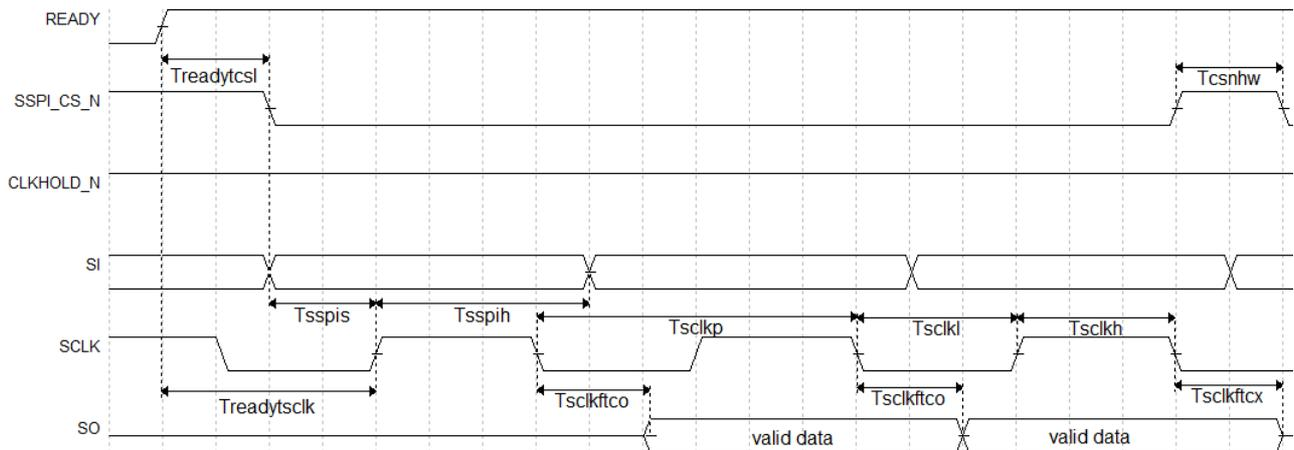 READY
Treadytcsl
Tcsnhw
SSPI_CS_N
CLKHOLD_N
SI
Tsspis
Tsspih
Tsclkp
Tsclkl
Tsclkh
SCLK
Treadytsclk
Tsclkftco
Tsclkftco
Tsclkftcx
SO
valid data
valid data